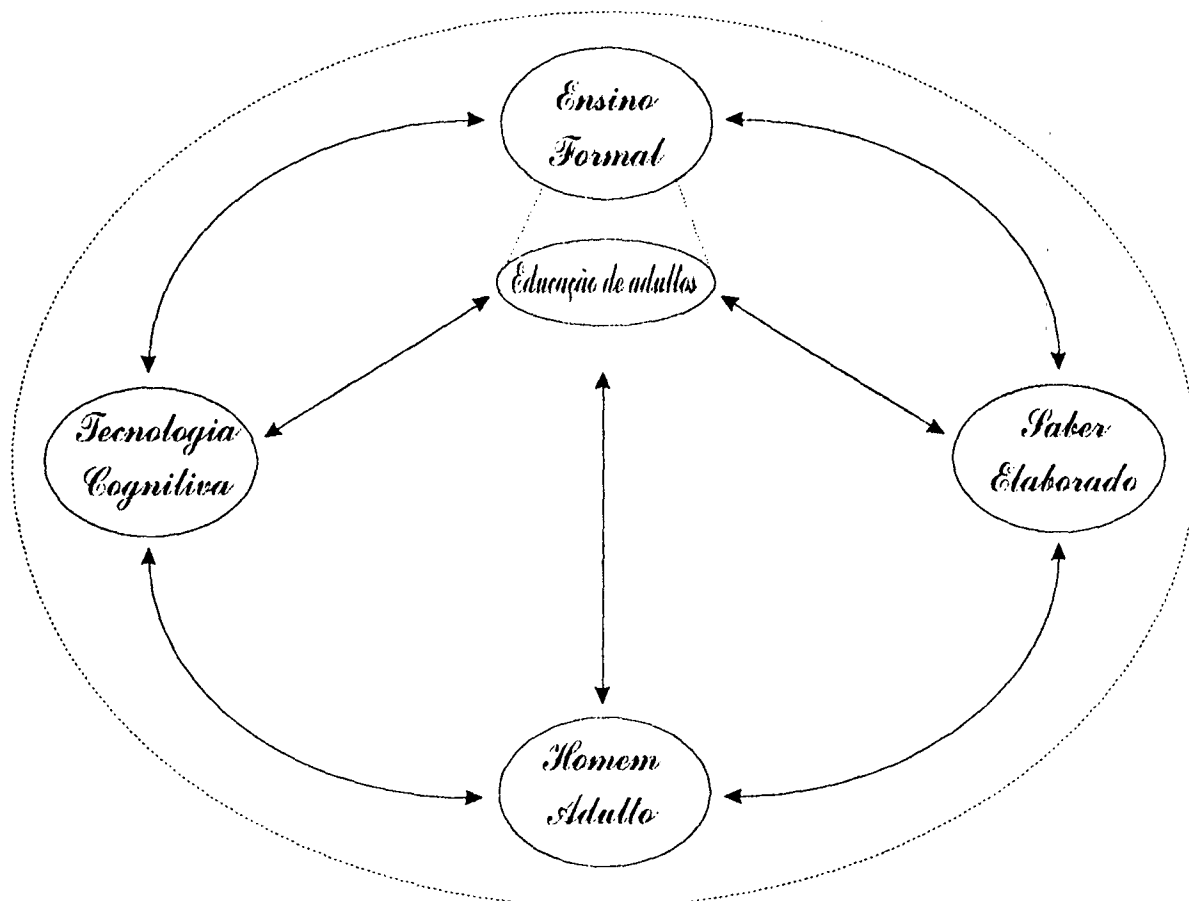 Ensino
Formal
Educação de adultos
Tecnologia
Cognitiva
Saber
Elaborado
Homem
Adulto